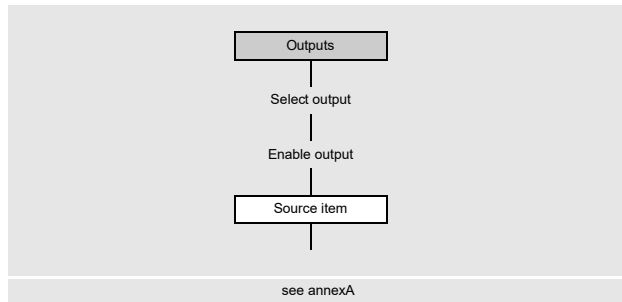 Outputs
Select output
Enable output
Source item
see annexA